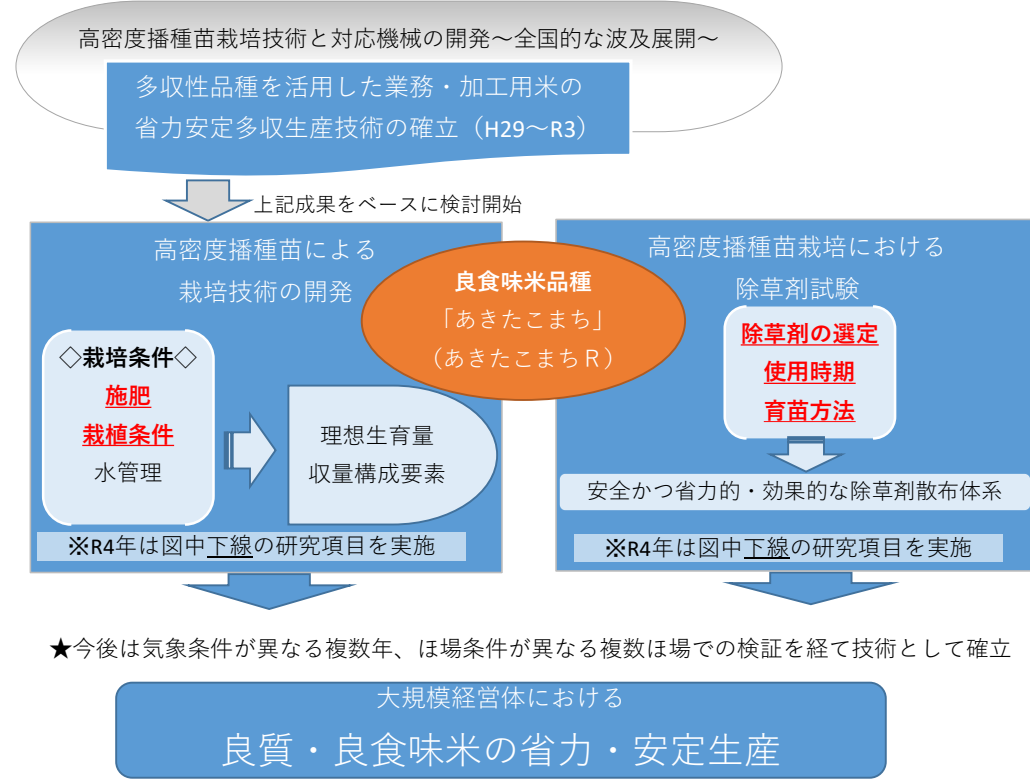 高密度播種苗栽培技術と対応機械の開発～全国的な波及展開～
多収性品種を活用した業務・加工用米の
省力安定多収生産技術の確立（H29～R3）
上記成果をベースに検討開始
高密度播種苗による
栽培技術の開発
◇栽培条件◇
施肥
栽植条件
水管理
理想生育量
収量構成要素
※R4年は図中下線の研究項目を実施
良食味米品種
「あきたこまち」
（あきたこまちＲ）
高密度播種苗栽培における
除草剤試験
除草剤の選定
使用時期
育苗方法
安全かつ省力的・効果的な除草剤散布体系
※R4年は図中下線の研究項目を実施
★今後は気象条件が異なる複数年、ほ場条件が異なる複数ほ場での検証を経て技術として確立
大規模経営体における
良質・良食味米の省力・安定生産